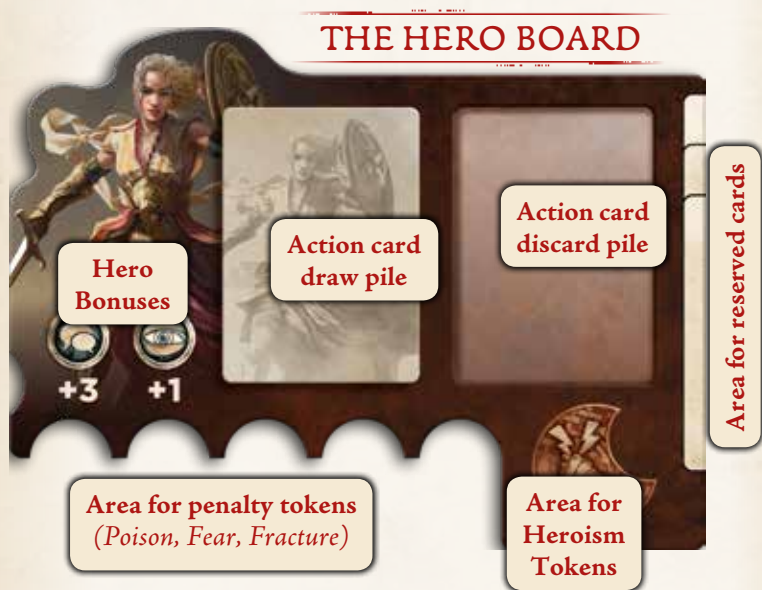 THE HERO BOARD
Hero
Bonuses
+3
+1
Action card
draw pile
Action card
discard pile
Area for reserved cards
Area for penalty tokens
(Poison, Fear, Fracture)
Area for
Heroism
Tokens